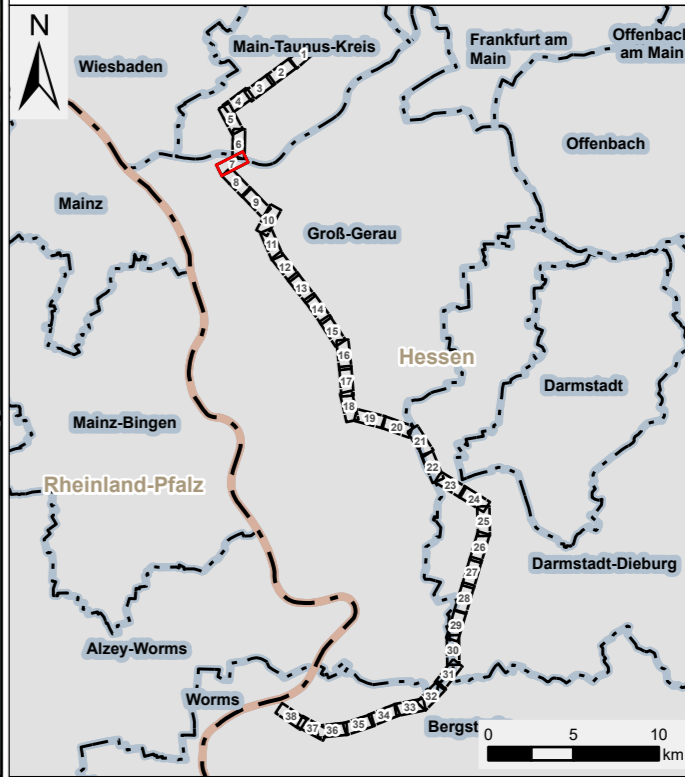 N
Main-Taunus-Kreis
Frankfurt am
Main
Offenbach
am Main
Wiesbaden
1
2
3
4
5
6
7
8
9
10
11
12
13
14
15
16
17
18
19
20
21
22
23
24
25
26
27
28
29
30
31
32
33
34
35
36
37
38
Offenbach
Mainz
Groß-Gerau
Hessen
Darmstadt
Mainz-Bingen
Rheinland-Pfalz
Darmstadt-Dieburg
Alzey-Worms
Worms
Bergst
0 5 10
km